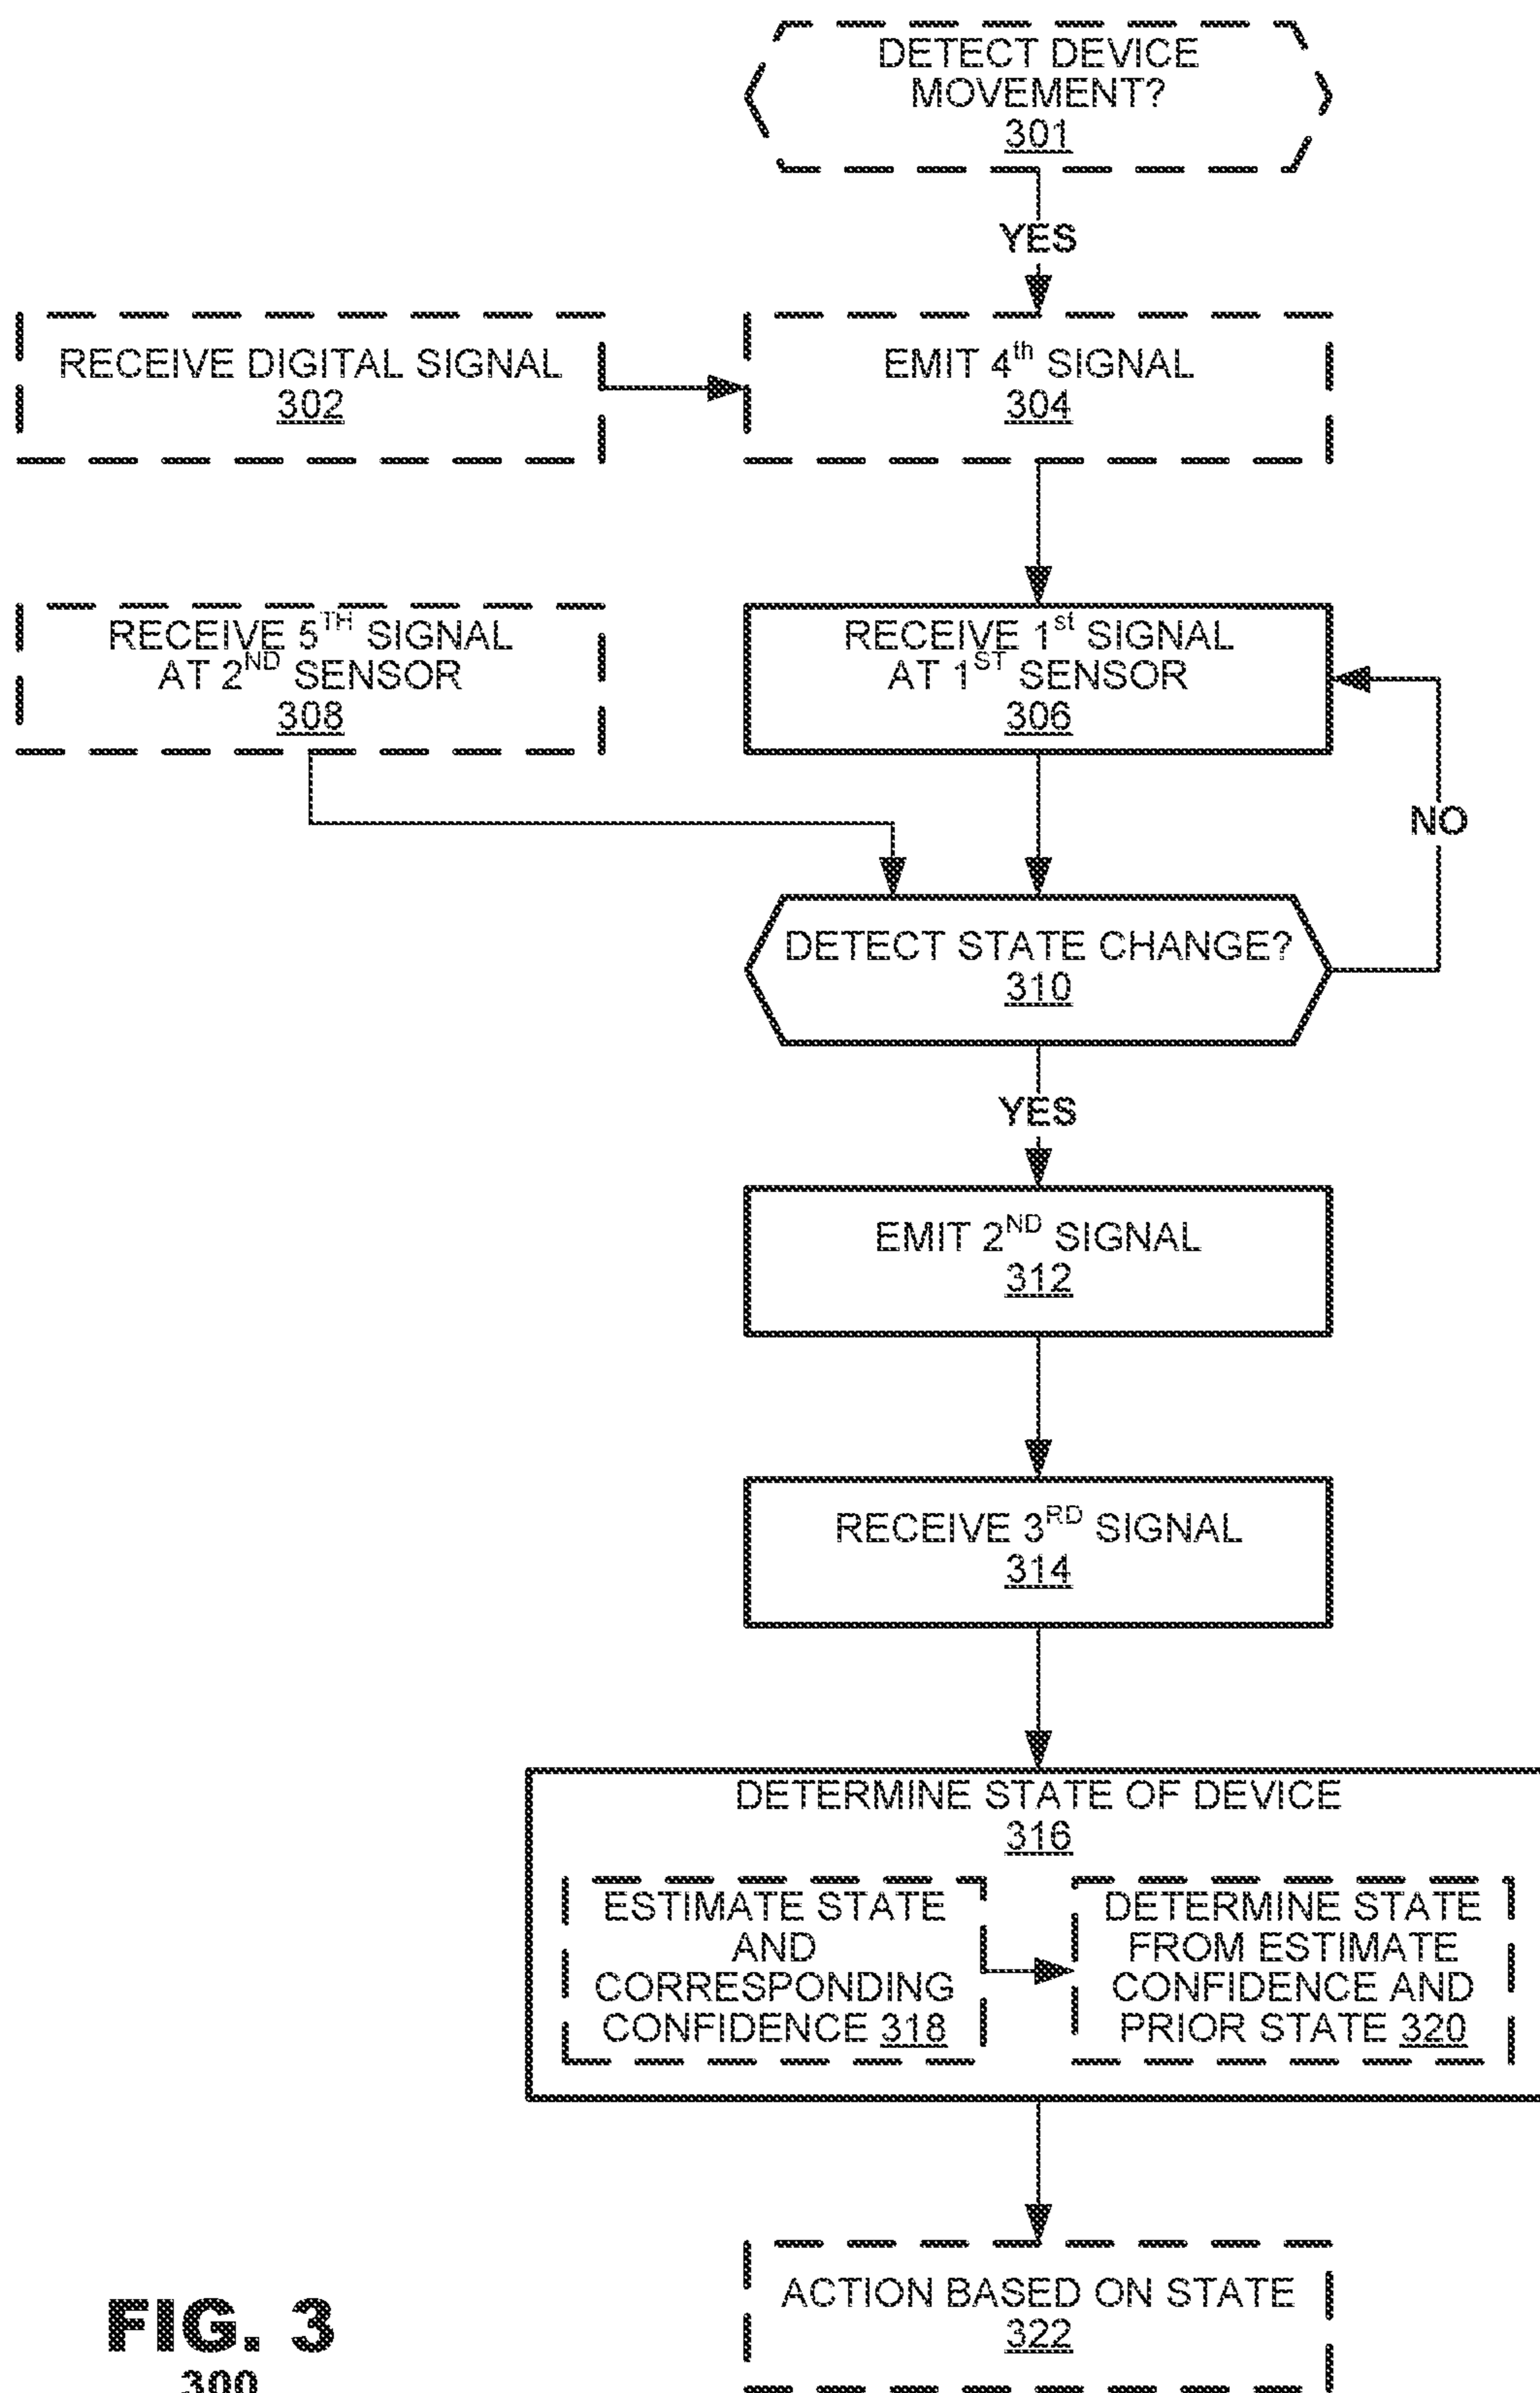 DETECT DEVICE
MOVEMENT?
301
YES
RECEIVE DIGITAL SIGNAL
302
EMIT 4th SIGNAL
304
RECEIVE 5TH SIGNAL
AT 2ND SENSOR
308
RECEIVE 1st SIGNAL
AT 1ST SENSOR
306
NO
DETECT STATE CHANGE?
310
YES
EMIT 2ND SIGNAL
312
RECEIVE 3RD SIGNAL
314
DETERMINE STATE OF DEVICE
316
ESTIMATE STATE
AND
CORRESPONDING
CONFIDENCE 318
DETERMINE STATE
FROM ESTIMATE
CONFIDENCE AND
PRIOR STATE 320
ACTION BASED ON STATE
322
FIG. 3
300